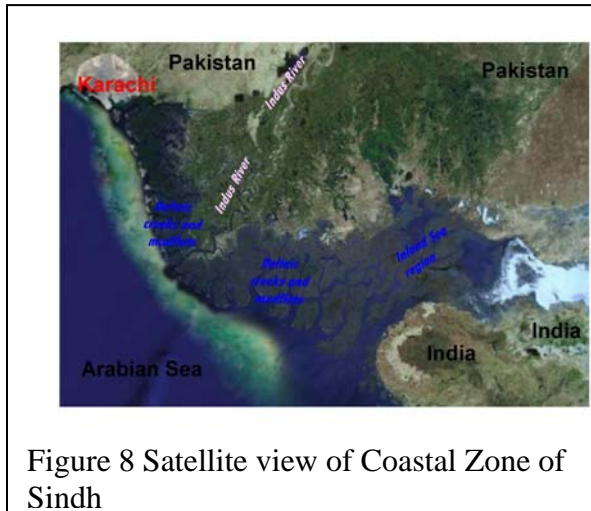 Pakistan
Pakistan
Karachi
Indus River
Indus River
Deltaic
creeks and
mudflats
Deltaic
creeks and
mudflats
Inland Sea
region
India
India
Arabian Sea
Figure 8 Satellite view of Coastal Zone of
Sindh